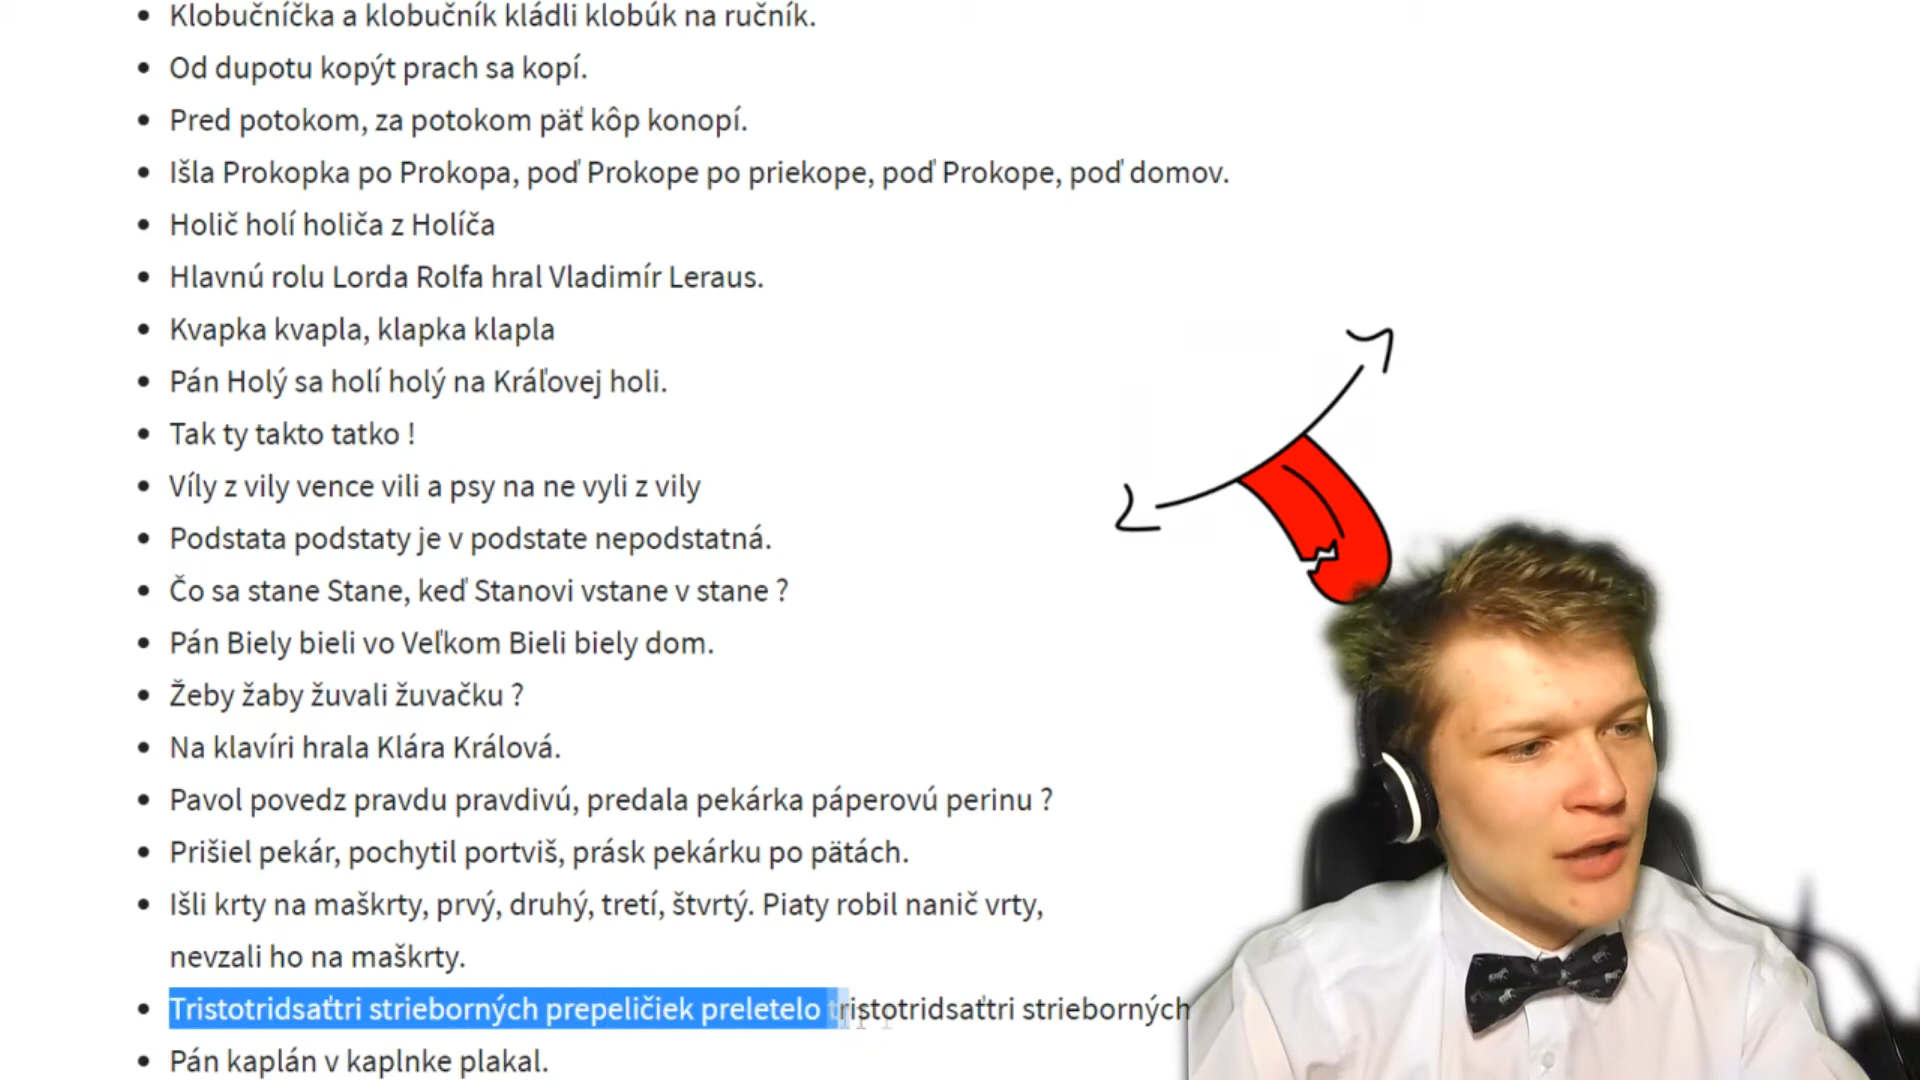 Klobučníčka a klobučník kládli klobúk na ručník.
Od dupotu kopýt prach sa kopí.
Pred potokom, za potokom päť kôp konopí.
Išla Prokopka po Prokopa, poď Prokope po priekope, poď Prokope, poď domov.
Holič holí holiča z Holíča
Hlavnú rolu Lorda Rolfa hral Vladimír Leraus.
Kvapka kvapla, klapka klapla
Pán Holý sa holí holý na Kráľovej holi.
Tak ty takto tatko !
Víly z vily vence vili a psy na ne vyli z vily
Podstata podstaty je v podstate nepodstatná.
Čo sa stane Stane, keď Stanovi vstane v stane ?
Pán Biely bieli vo Veľkom Bieli biely dom.
Žeby žaby žuvali žuvačku ?
Na klavíri hrala Klára Králová.
Pavol povedz pravdu pravdivú, predala pekárka páperovú perinu ?
Prišiel pekár, pochytil portviš, prásk pekárku po pätách.
Išli krty na maškrty, prvý, druhý, tretí, štvrtý. Piaty robil nanič vrty,
nevzali ho na maškrty.
Tristotridsaťtri strieborných prepeličiek preletelo tristotridsaťtri strieborných
Pán kaplán v kaplnke plakal.